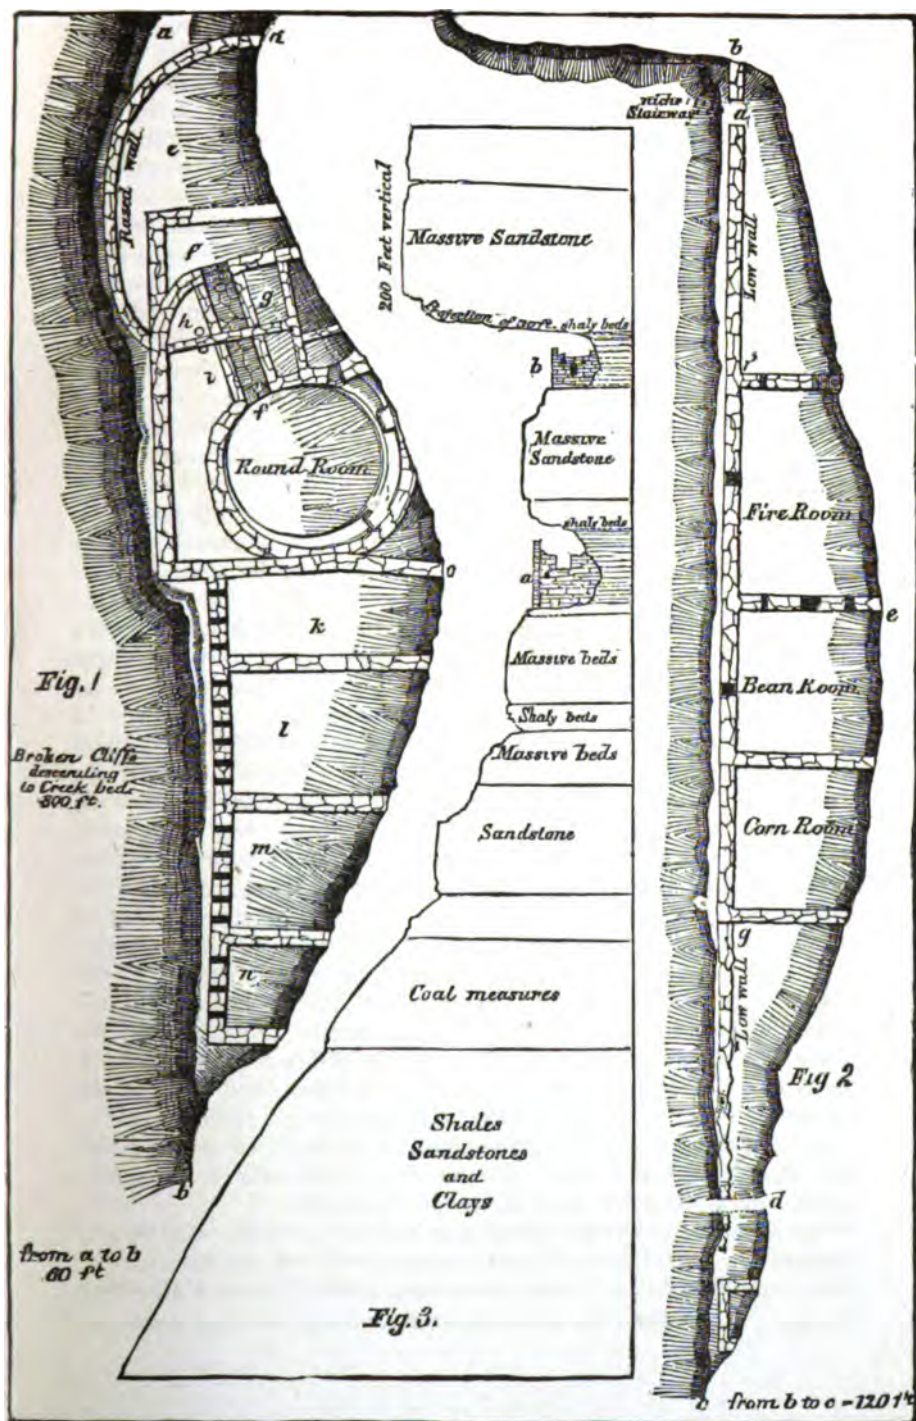 a
d
e
Razed wall
f
g
h
i
f
Round Room
c
k
l
m
n
b
Fig. 1
Broken Cliffs
descending
to Creek bed
800 ft.
from a to b
60 ft
200 Feet vertical
Massive Sandstone
Projection of
shaly beds
b
Massive
Sandstone
shaly beds
a
Massive beds
Shaly beds
Massive beds
Sandstone
Coal measures
Shales
Sandstones
and
Clays
Fig. 3.
b
niche
Stairway
a
Low wall
Fire Room
e
Bean Room
Corn Room
g
Low wall
Fig 2
d
c
from b to c = 120 ft